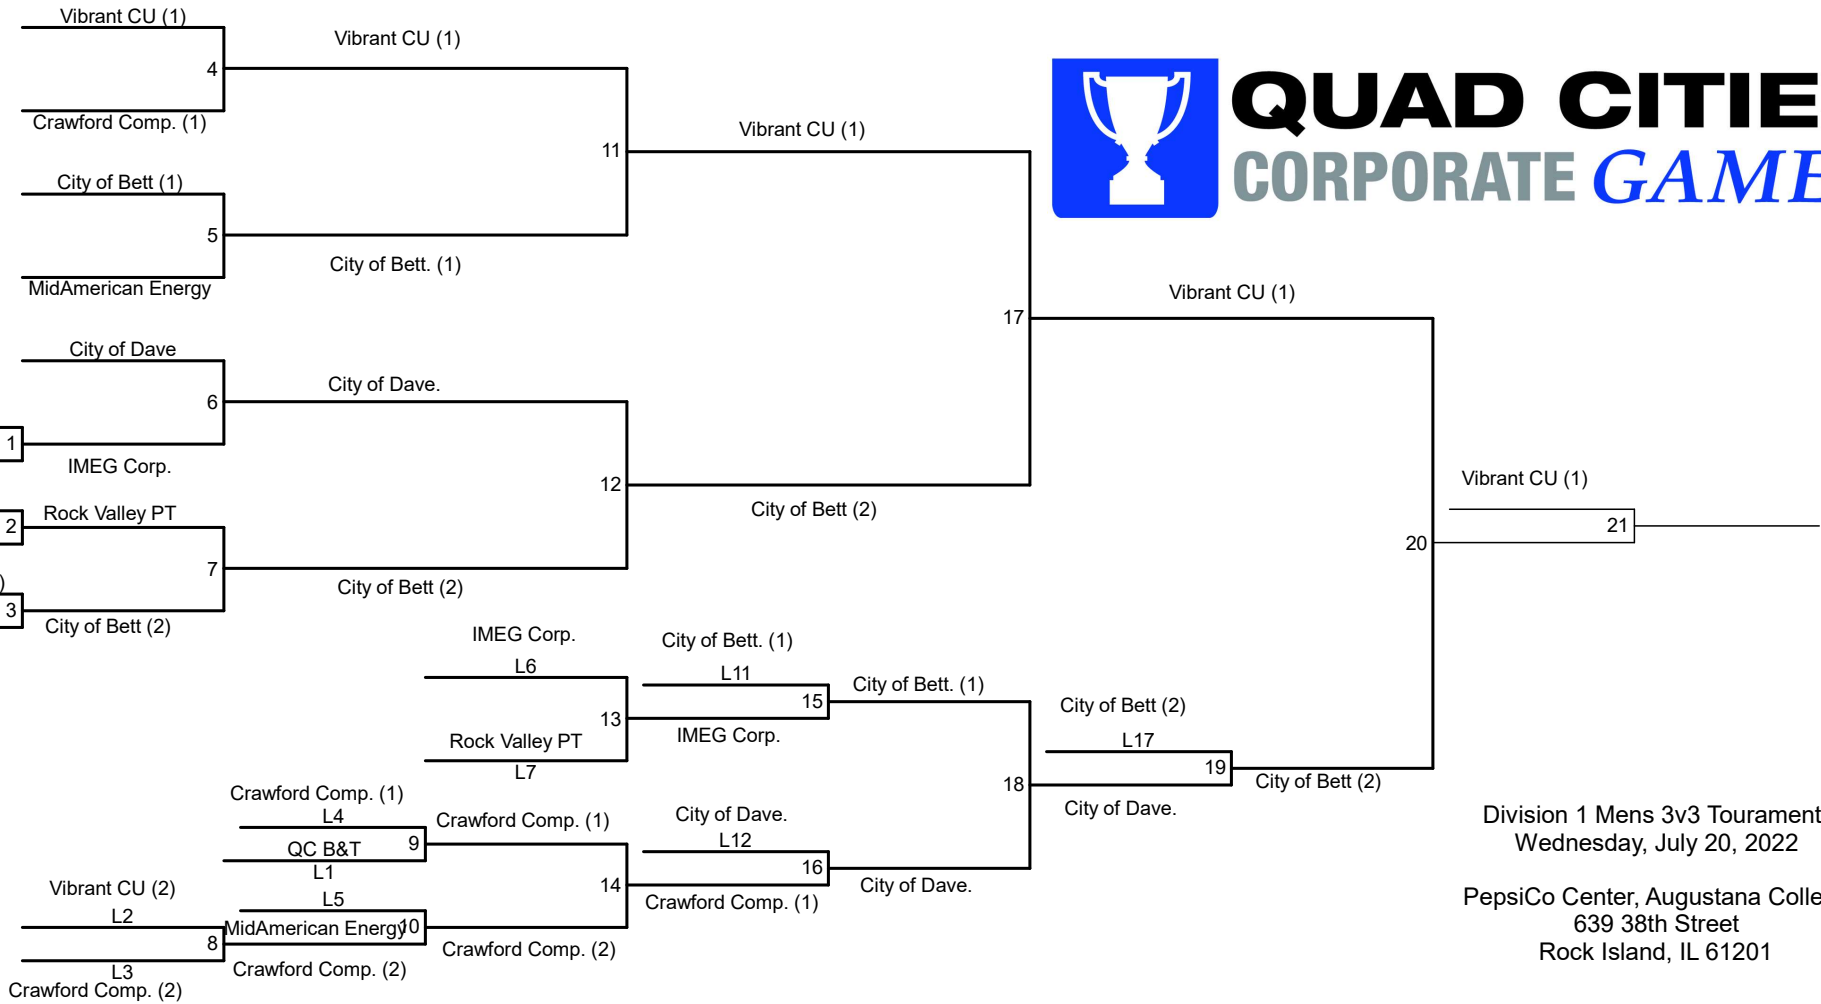 Vibrant CU (1)
4
Crawford Comp. (1)
Vibrant CU (1)
City of Bett (1)
5
MidAmerican Energy
City of Bett. (1)
11
Vibrant CU (1)
City of Dave
6
1
IMEG Corp.
City of Dave.
2
Rock Valley PT
7
)
3
City of Bett (2)
City of Bett (2)
12
City of Bett (2)
17
Vibrant CU (1)
QUAD CITIE
CORPORATE GAME
IMEG Corp.
L6
13
Rock Valley PT
L7
City of Bett. (1)
L11
15
IMEG Corp.
City of Bett. (1)
Crawford Comp. (1)
L4
9
QC B&T
L1
Crawford Comp. (1)
Vibrant CU (2)
L2
8
L3
Crawford Comp. (2)
L5
MidAmerican Energy
10
Crawford Comp. (2)
14
Crawford Comp. (2)
City of Dave.
L12
16
Crawford Comp. (1)
City of Dave.
18
City of Bett (2)
L17
19
City of Dave.
City of Bett (2)
20
Vibrant CU (1)
21
Division 1 Mens 3v3 Tourament
Wednesday, July 20, 2022
PepsiCo Center, Augustana Colle
639 38th Street
Rock Island, IL 61201